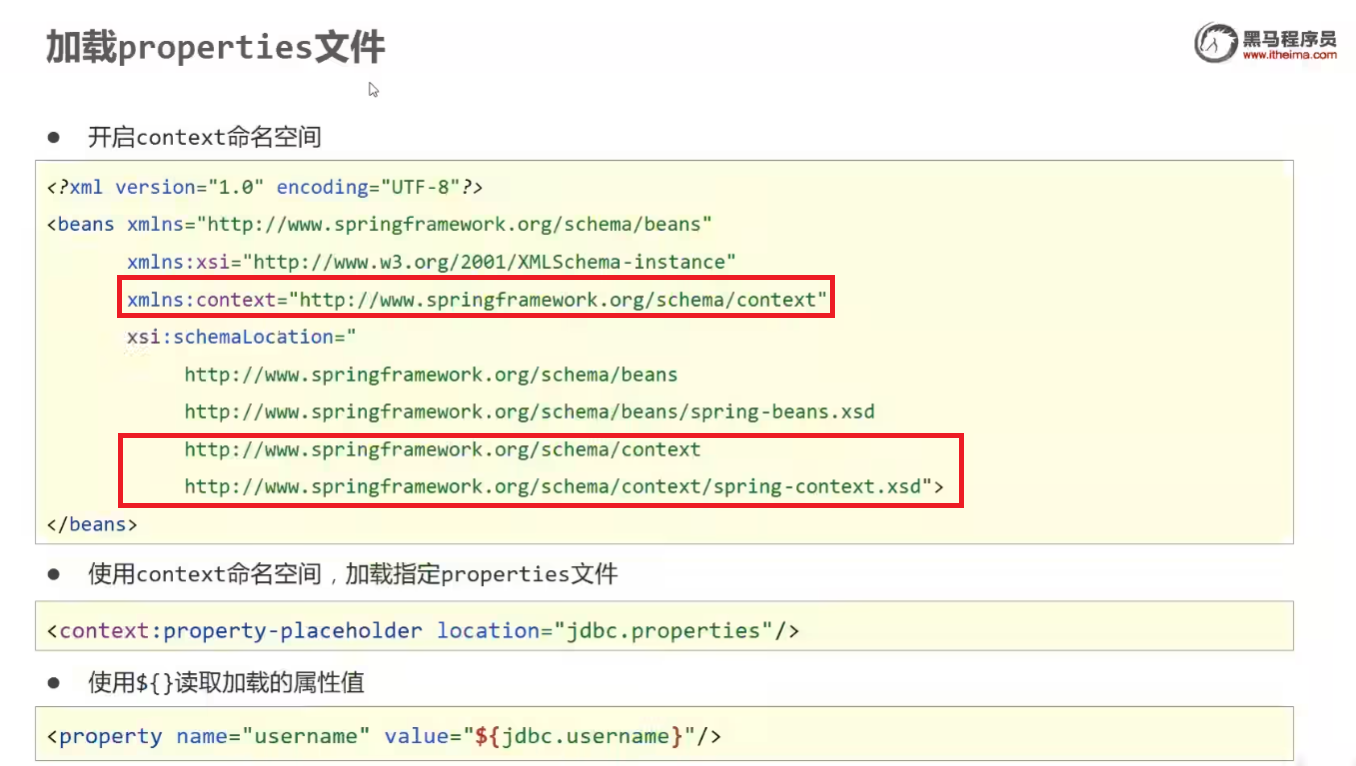 加载properties文件
黑马程序员
www.itheima.com
● 开启context命名空间
<?xml version="1.0" encoding="UTF-8"?>
<beans xmlns="http://www.springframework.org/schema/beans"
xmlns:xsi="http://www.w3.org/2001/XMLSchema-instance"
xmlns:context="http://www.springframework.org/schema/context"
xsi:schemaLocation="
http://www.springframework.org/schema/beans
http://www.springframework.org/schema/beans/spring-beans.xsd
http://www.springframework.org/schema/context
http://www.springframework.org/schema/context/spring-context.xsd">
</beans>
● 使用context命名空间，加载指定properties文件
<context:property-placeholder location="jdbc.properties"/>
● 使用${}读取加载的属性值
<property name="username" value="${jdbc.username}"/>